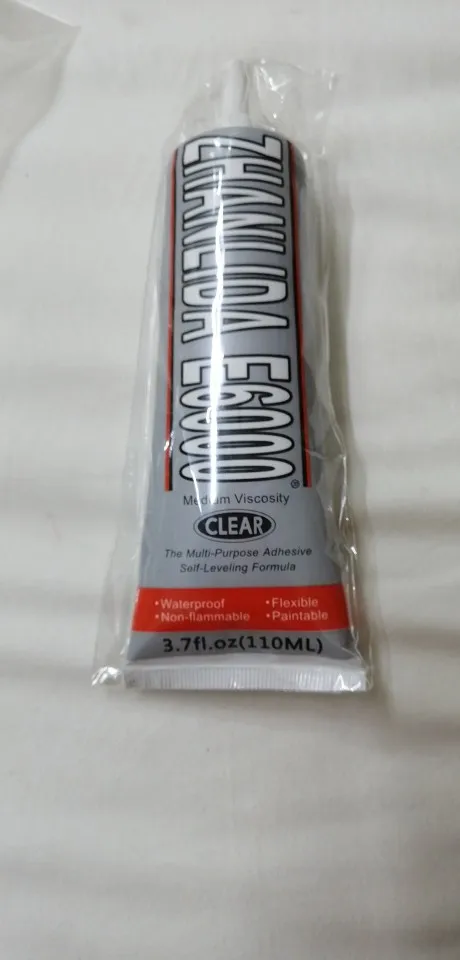 ZHANLIDA E6000®
Medium Viscosity
CLEAR
The Multi-Purpose Adhesive
Self-Leveling Formula
•Waterproof •Flexible
•Non-flammable •Paintable
3.7fl.oz(110ML)